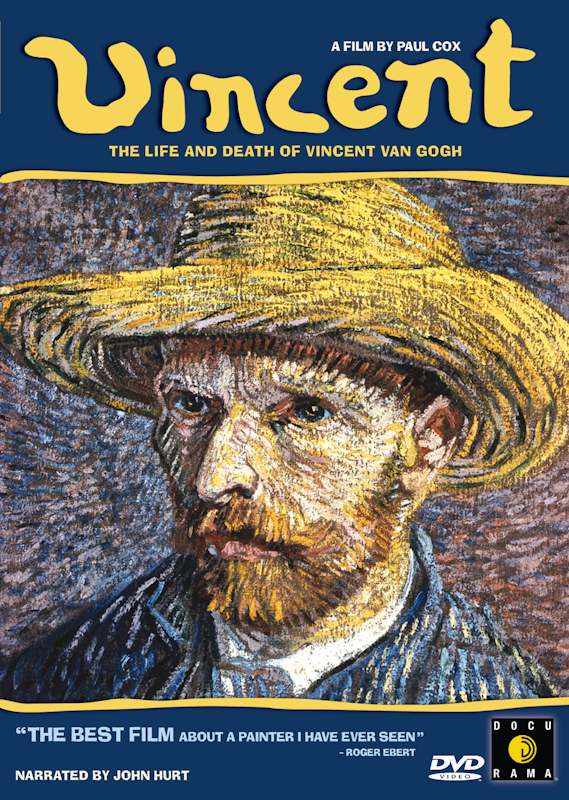 A FILM BY PAUL COX
Vincent
THE LIFE AND DEATH OF VINCENT VAN GOGH
“THE BEST FILM ABOUT A PAINTER I HAVE EVER SEEN”
- ROGER EBERT
NARRATED BY JOHN HURT
DVD
VIDEO
DOCU
RAMA